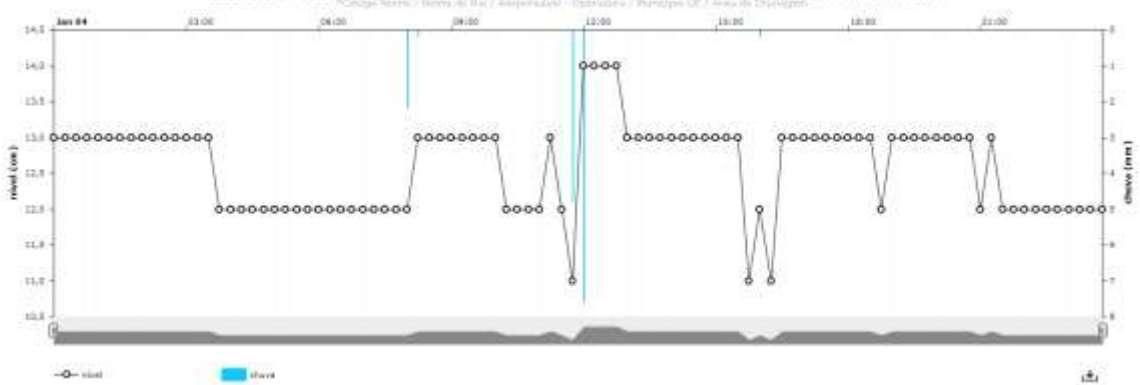 Jan 04 03:00 06:00 09:00 12:00 15:00 18:00 21:00
14,5 0
14,0 1
13,5 2
13,0 3
12,5 4
12,0 5
11,5 6
11,0 7
10,5 8
nível (cm)
chuva (mm)
nível chuva